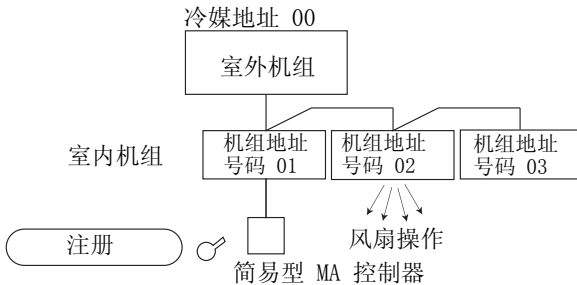 冷媒地址 00
室外机组
室内机组
机组地址
号码 01
机组地址
号码 02
机组地址
号码 03
注册
风扇操作
简易型 MA 控制器